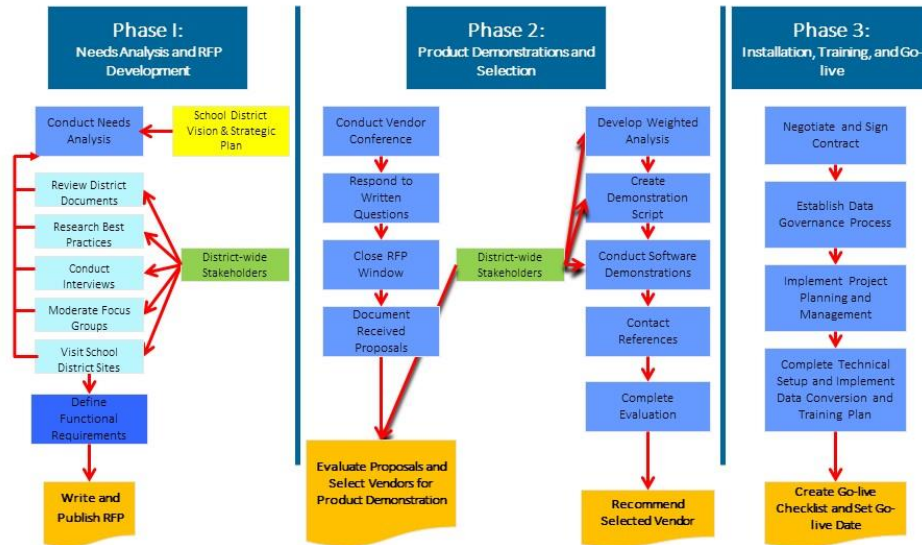 Phase I:
Needs Analysis and RFP
Development
Conduct Needs
Analysis
School District
Vision & Strategic
Plan
Review District
Documents
Research Best
Practices
Conduct
Interviews
Moderate Focus
Groups
Visit School
District Sites
District-wide
Stakeholders
Define
Functional
Requirements
Write and
Publish RFP
Phase 2:
Product Demonstrations and
Selection
Conduct Vendor
Conference
Respond to
Written
Questions
Close RFP
Window
Document
Received
Proposals
Evaluate Proposals and
Select Vendors for
Product Demonstration
District-wide
Stakeholders
Develop Weighted
Analysis
Create
Demonstration
Script
Conduct Software
Demonstrations
Contact
References
Complete
Evaluation
Recommend
Selected Vendor
Phase 3:
Installation, Training, and Go-
live
Negotiate and Sign
Contract
Establish Data
Governance Process
Implement Project
Planning and
Management
Complete Technical
Setup and Implement
Data Conversion and
Training Plan
Create Go-live
Checklist and Set Go-
live Date